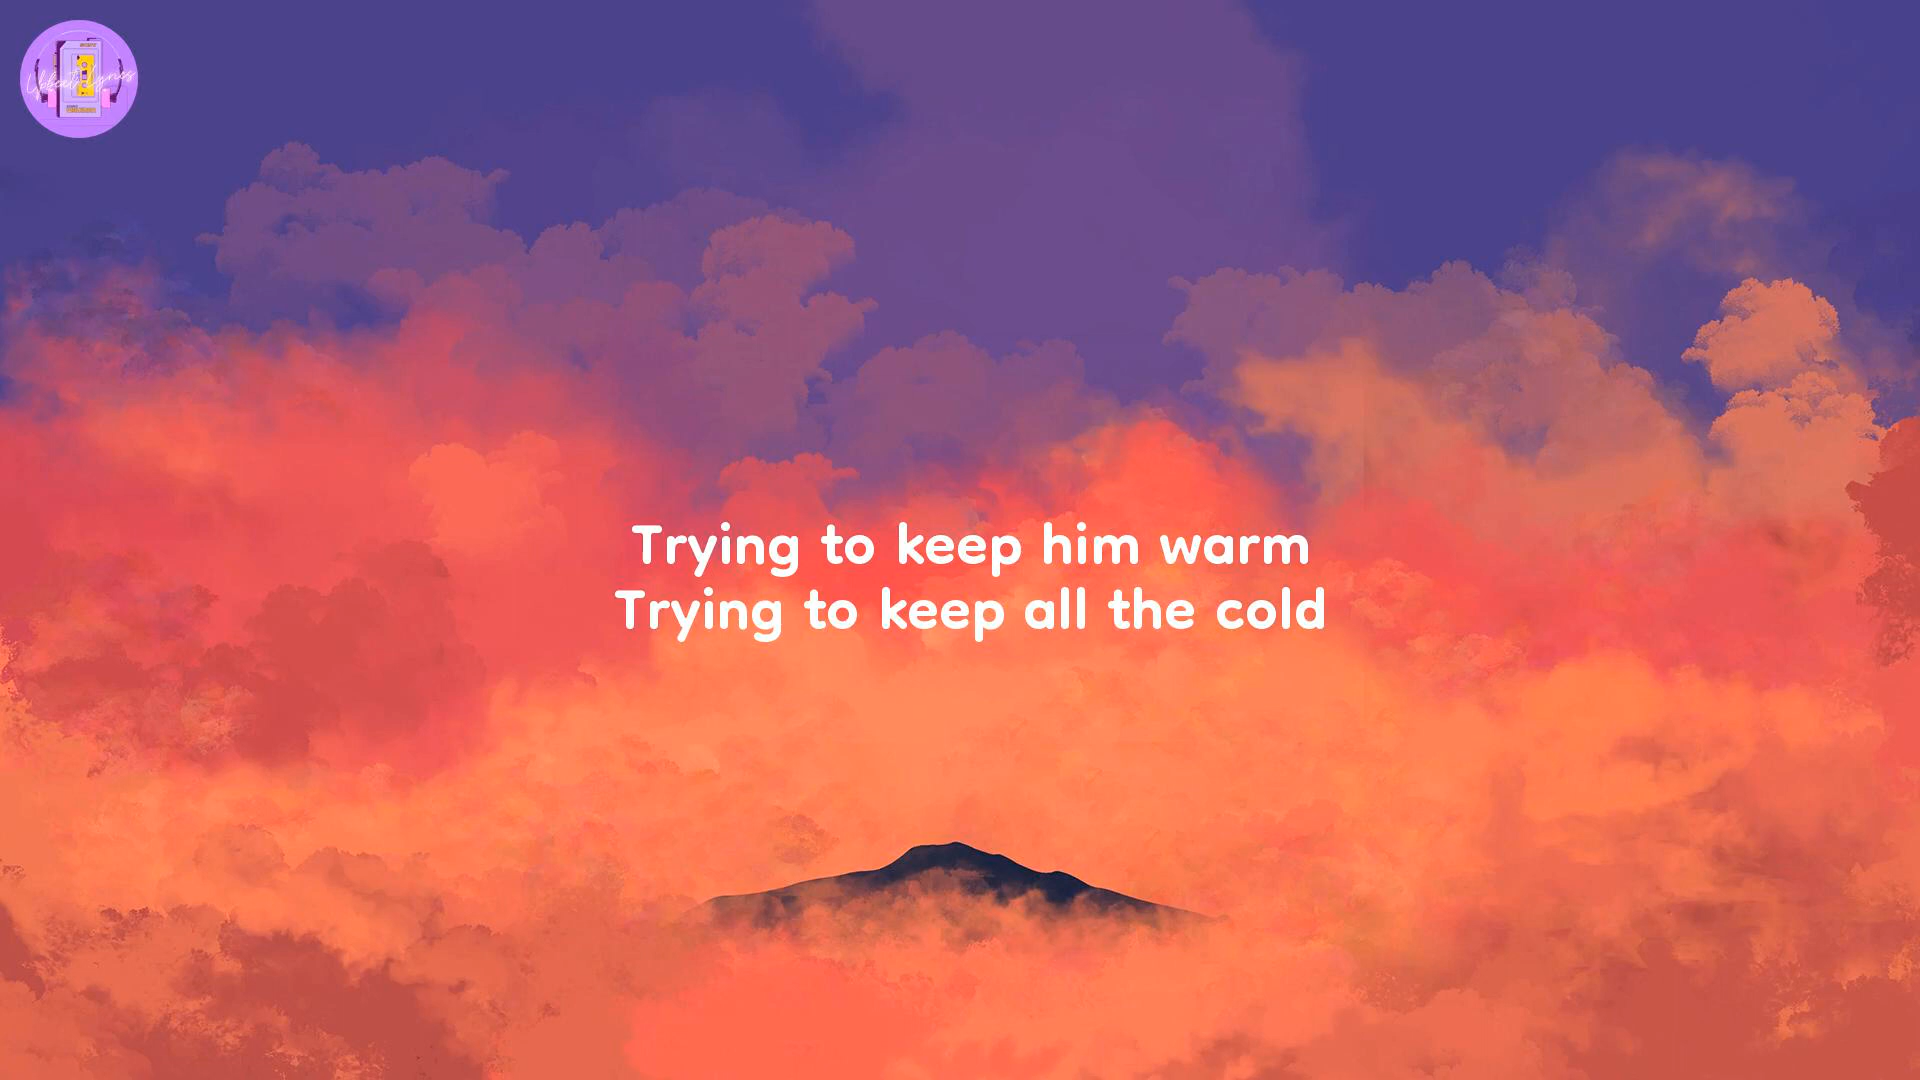 Trying to keep him warm
Trying to keep all the cold